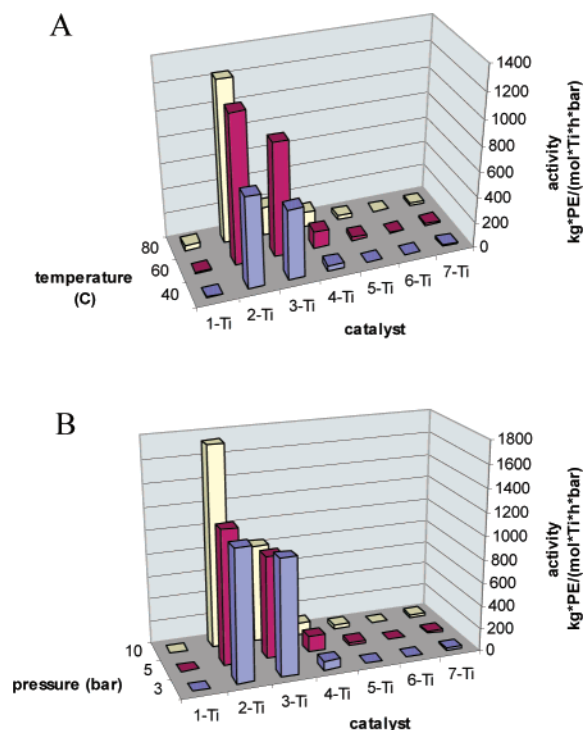 A
1400
1200
1000
800
600
400
200
0
activity
kg*PE/(mol*Ti*h*bar)
80
60
40
temperature
(C)
1-Ti
2-Ti
3-Ti
4-Ti
5-Ti
6-Ti
7-Ti
catalyst
B
1800
1600
1400
1200
1000
800
600
400
200
0
activity
kg*PE/(mol*Ti*h*bar)
10
5
3
pressure (bar)
1-Ti
2-Ti
3-Ti
4-Ti
5-Ti
6-Ti
7-Ti
catalyst